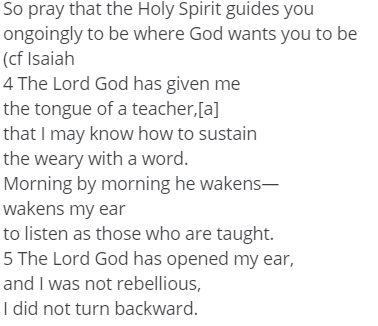 So pray that the Holy Spirit guides you
ongoingly to be where God wants you to be
(cf Isaiah
4 The Lord God has given me
the tongue of a teacher,[a]
that I may know how to sustain
the weary with a word.
Morning by morning he wakens—
wakens my ear
to listen as those who are taught.
5 The Lord God has opened my ear,
and I was not rebellious,
I did not turn backward.